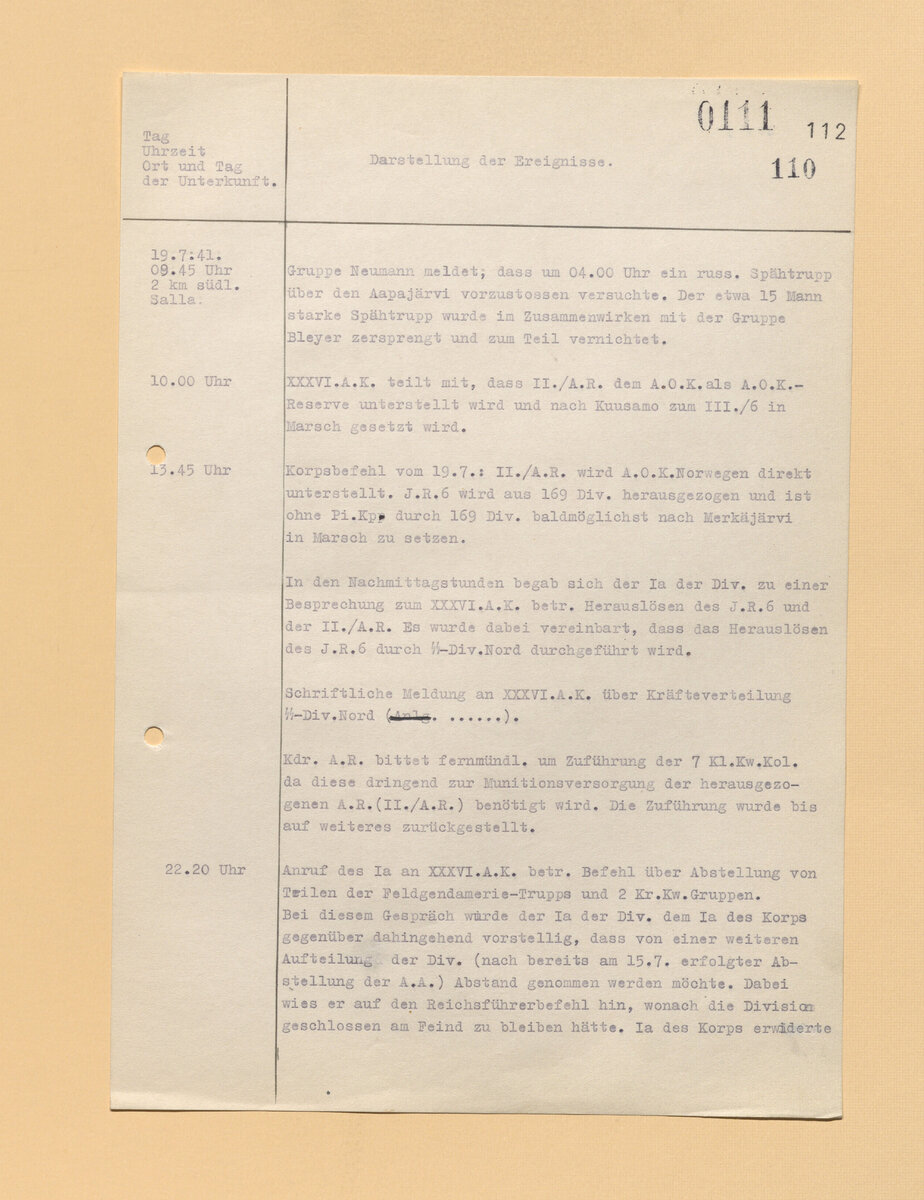 0111
112
110
Tag
Uhrzeit
Ort und Tag
der Unterkunft.
Darstellung der Ereignisse.
19.7:41.
09.45 Uhr
2 km südl.
Salla.
Gruppe Neumann meldet; dass um 04.00 Uhr ein russ. Spähtrupp
über den Aapajärvi vorzustossen versuchte. Der etwa 15 Mann
starke Spähtrupp wurde im Zusammenwirken mit der Gruppe
Bleyer zersprengt und zum Teil vernichtet.
10.00 Uhr
XXXVI.A.K. teilt mit, dass II./A.R. dem A.O.K.als A.O.K.-
Reserve unterstellt wird und nach Kuusamo zum III./6 in
Marsch gesetzt wird.
13.45 Uhr
Korpsbefehl vom 19.7.: II./A.R. wird A.O.K.Norwegen direkt
unterstellt. J.R.6 wird aus 169 Div. herausgezogen und ist
ohne Pi.Kp. durch 169 Div. baldmöglichst nach Merkäjärvi
in Marsch zu setzen.
In den Nachmittagstunden begab sich der Ia der Div. zu einer
Besprechung zum XXXVI.A.K. betr. Herauslösen des J.R.6 und
der II./A.R. Es wurde dabei vereinbart, dass das Herauslösen
des J.R.6 durch ᛋᛋ-Div.Nord durchgeführt wird.
Schriftliche Meldung an XXXVI.A.K. über Kräfteverteilung
ᛋᛋ-Div.Nord (Anlg. ......).
Kdr. A.R. bittet fernmündl. um Zuführung der 7 Kl.Kw.Kol.
da diese dringend zur Munitionsversorgung der herausgezo-
genen A.R.(II./A.R.) benötigt wird. Die Zuführung wurde bis
auf weiteres zurückgestellt.
22.20 Uhr
Anruf des Ia an XXXVI.A.K. betr. Befehl über Abstellung von
Teilen der Feldgendamerie-Trupps und 2 Kr.Kw.Gruppen.
Bei diesem Gespräch wurde der Ia der Div. dem Ia des Korps
gegenüber dahingehend vorstellig, dass von einer weiteren
Aufteilung der Div. (nach bereits am 15.7. erfolgter Ab-
stellung der A.A.) Abstand genommen werden möchte. Dabei
wies er auf den Reichsführerbefehl hin, wonach die Division
geschlossen am Feind zu bleiben hätte. Ia des Korps erwiderte